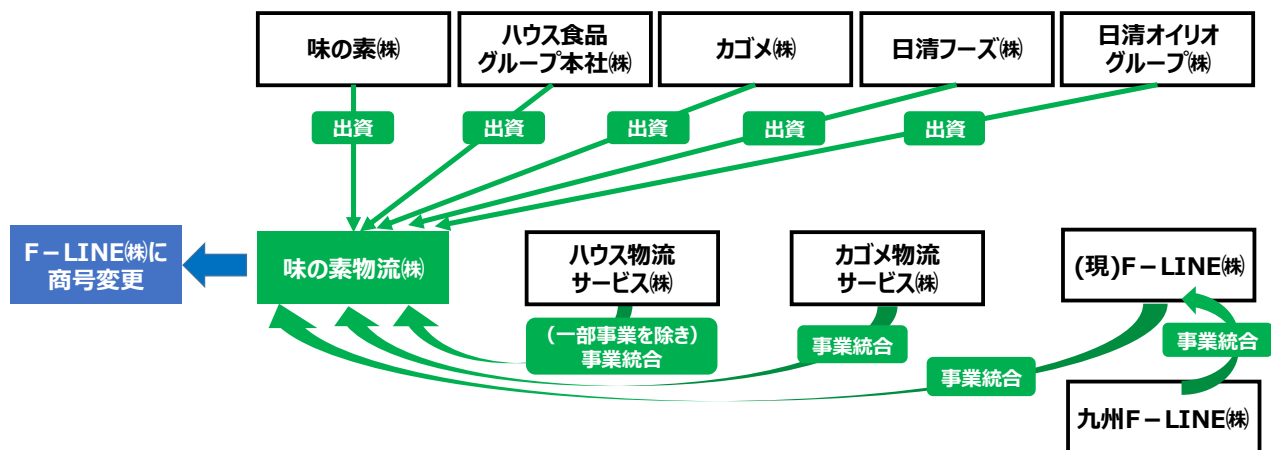 味の素㈱
ハウス食品
グループ本社㈱
カゴメ㈱
日清フーズ㈱
日清オイリオ
グループ㈱
出資
出資
出資
出資
出資
F－LINE㈱に
商号変更
味の素物流㈱
ハウス物流
サービス㈱
カゴメ物流
サービス㈱
(現)F－LINE㈱
（一部事業を除き）
事業統合
事業統合
事業統合
事業統合
九州F－LINE㈱